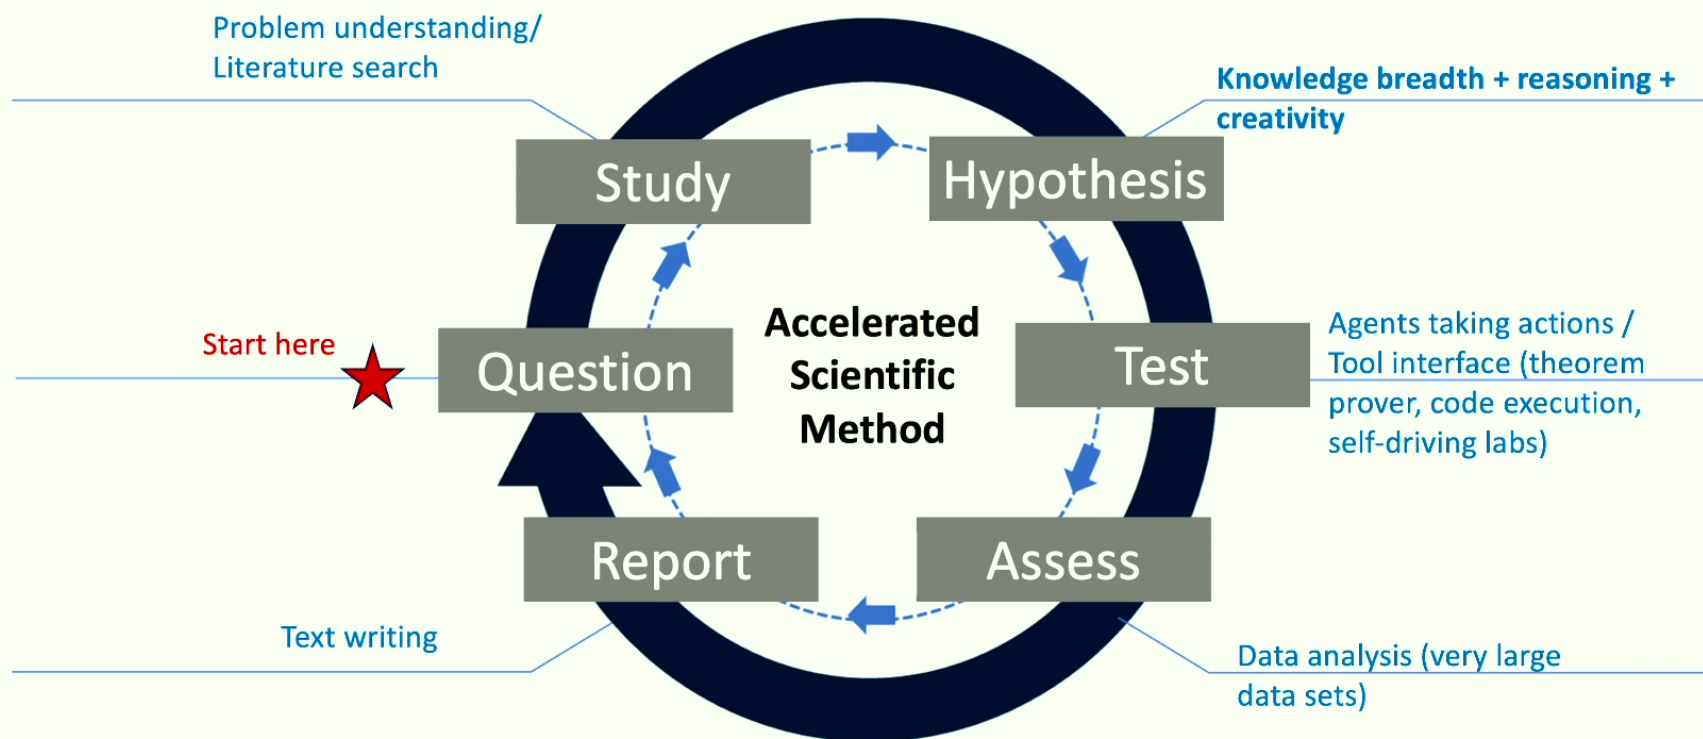 Problem understanding/
Literature search
Knowledge breadth + reasoning +
creativity
Study
Hypothesis
Start here
Question
Accelerated
Scientific
Method
Test
Agents taking actions /
Tool interface (theorem
prover, code execution,
self-driving labs)
Report
Assess
Text writing
Data analysis (very large
data sets)